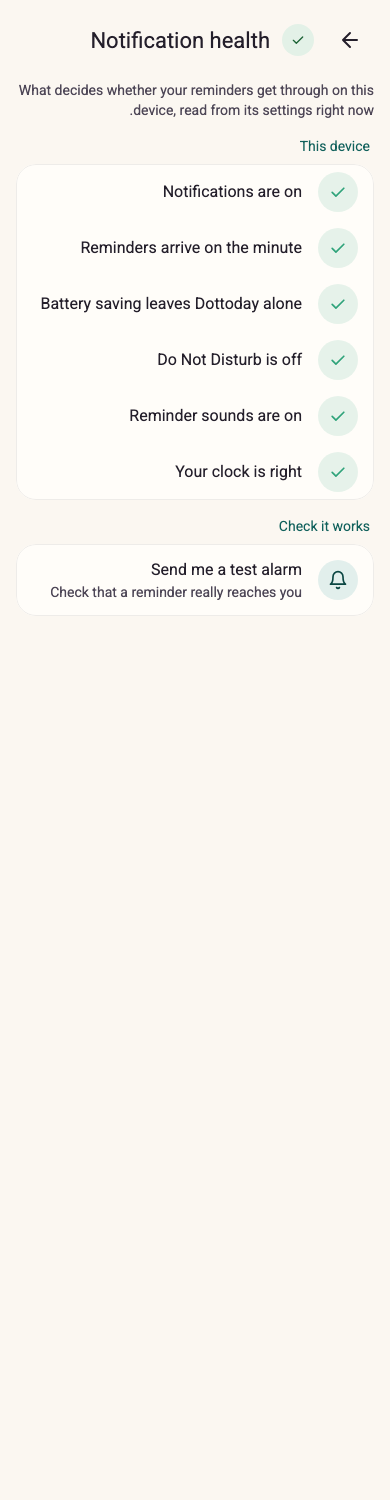 Notification health
What decides whether your reminders get through on this
device, read from its settings right now.
This device
Notifications are on
Reminders arrive on the minute
Battery saving leaves Dottoday alone
Do Not Disturb is off
Reminder sounds are on
Your clock is right
Check it works
Send me a test alarm
Check that a reminder really reaches you